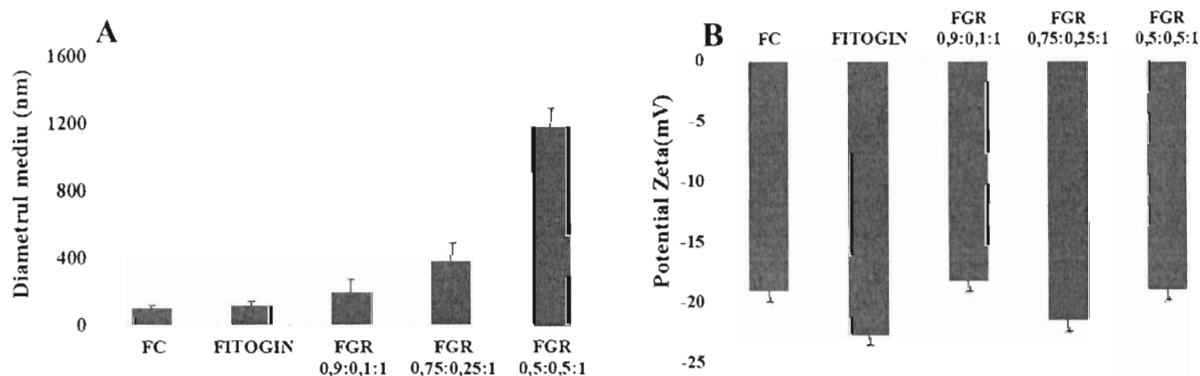 A
Diametrul mediu (nm)
1600
1200
800
400
0
FC
FITOGIN
FGR
0,9:0,1:1
FGR
0,75:0,25:1
FGR
0,5:0,5:1
B
Potential Zeta(mV)
FC
FITOGIN
FGR
0,9:0,1:1
FGR
0,75:0,25:1
FGR
0,5:0,5:1
0
-5
-10
-15
-20
-25